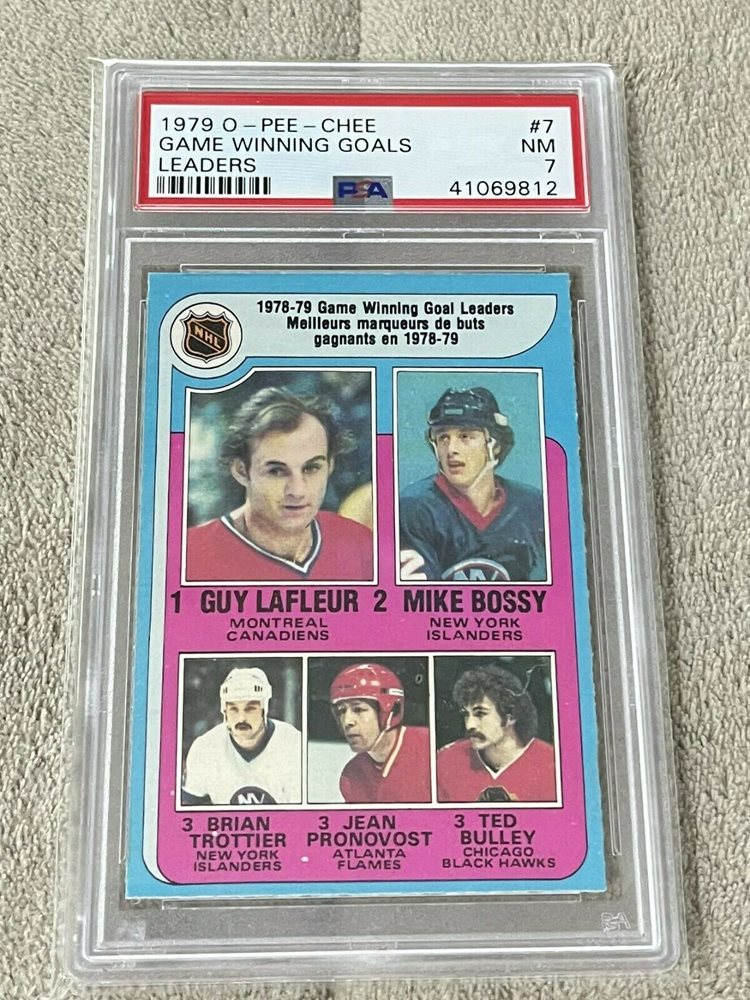 1979 O-PEE-CHEE #7
GAME WINNING GOALS NM
LEADERS 7
PSA 41069812
1978-79 Game Winning Goal Leaders
Meilleurs marqueurs de buts
gagnants en 1978-79
NHL
1 GUY LAFLEUR 2 MIKE BOSSY
MONTREAL NEW YORK
CANADIENS ISLANDERS
3 BRIAN 3 JEAN 3 TED
TROTTIER PRONOVOST BULLEY
NEW YORK ATLANTA CHICAGO
ISLANDERS FLAMES BLACK HAWKS
PSA